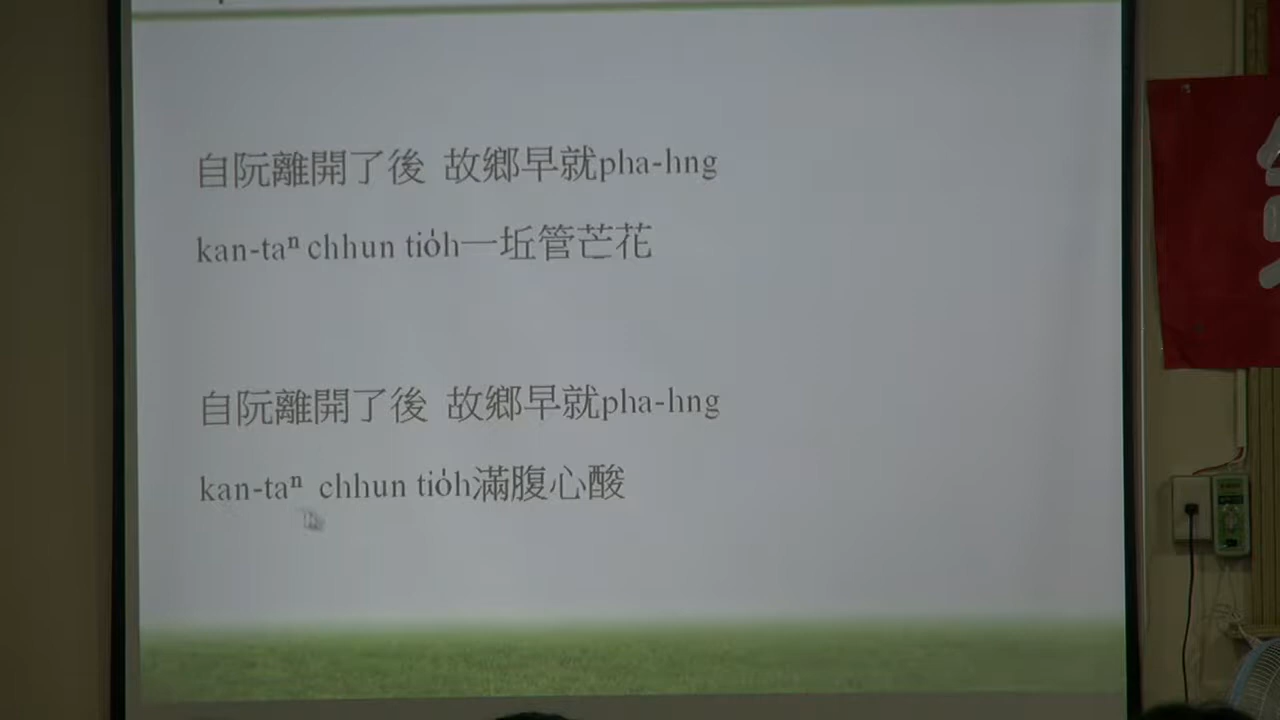 自阮離開了後 故鄉早就pha-hng
kan-taⁿ chhun tio̍h一坵管芒花
自阮離開了後 故鄉早就pha-hng
kan-taⁿ chhun tio̍h滿腹心酸